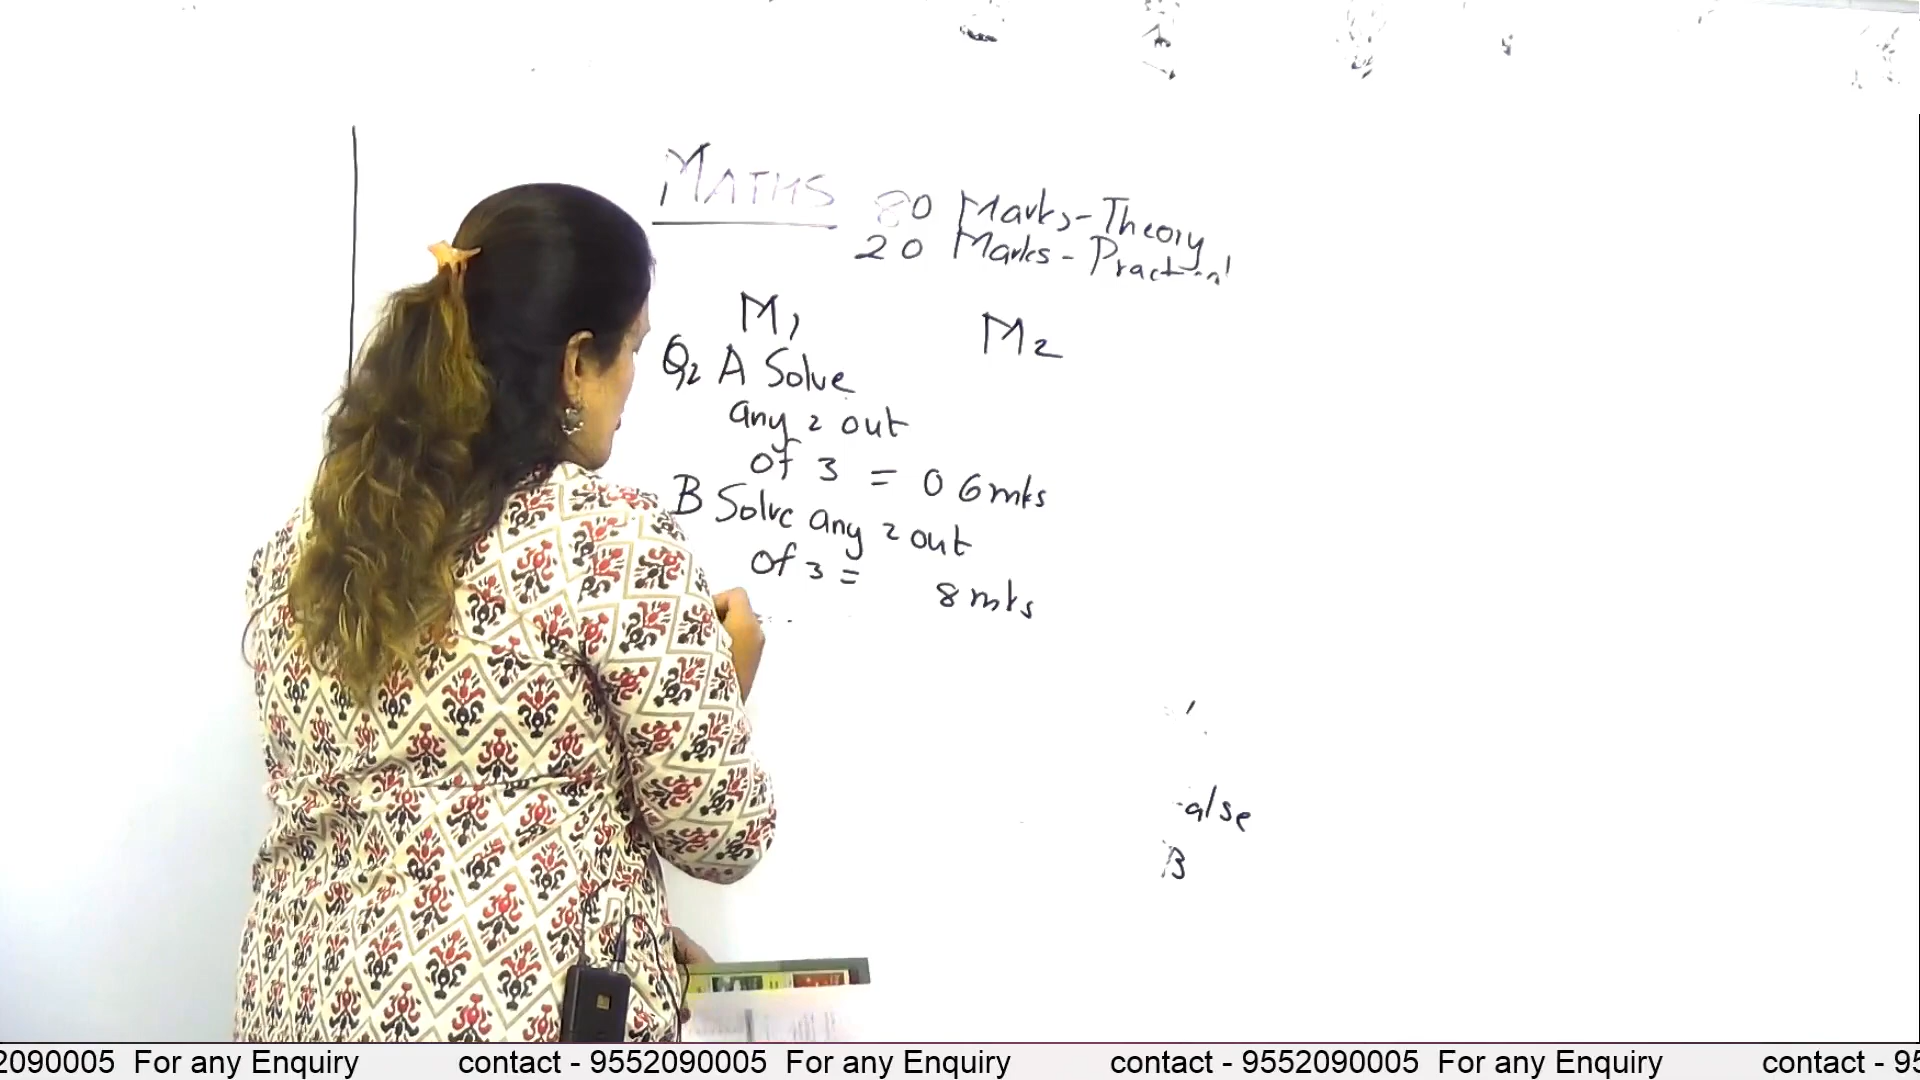 MATHS
80 Marks-Theory
20 Marks - Practical
M1
M2
Q2 A Solve
any 2 out
of 3 = 06mks
B Solve any 2 out
of 3 = 8 mks
alse
B
2090005 For any Enquiry contact - 9552090005 For any Enquiry contact - 9552090005 For any Enquiry contact - 95